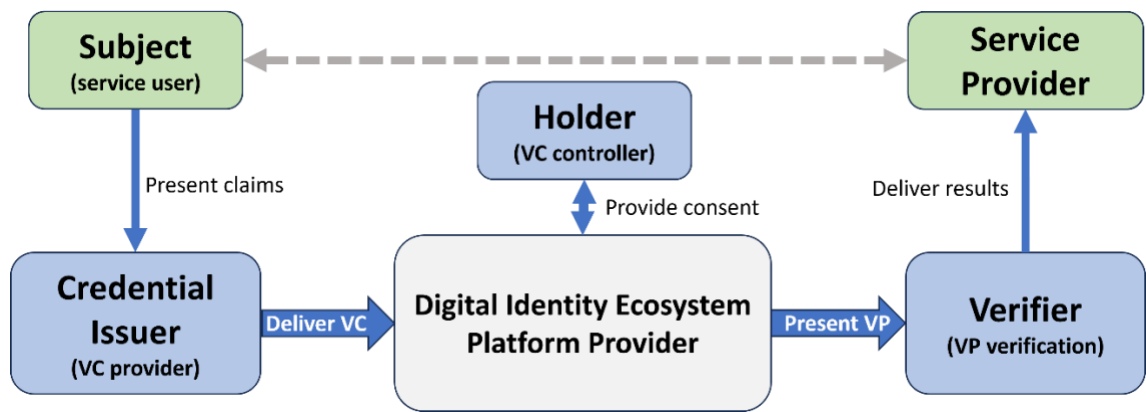 Subject
(service user)
Service
Provider
Holder
(VC controller)
Present claims
Provide consent
Deliver results
Credential
Issuer
(VC provider)
Deliver VC
Digital Identity Ecosystem
Platform Provider
Present VP
Verifier
(VP verification)